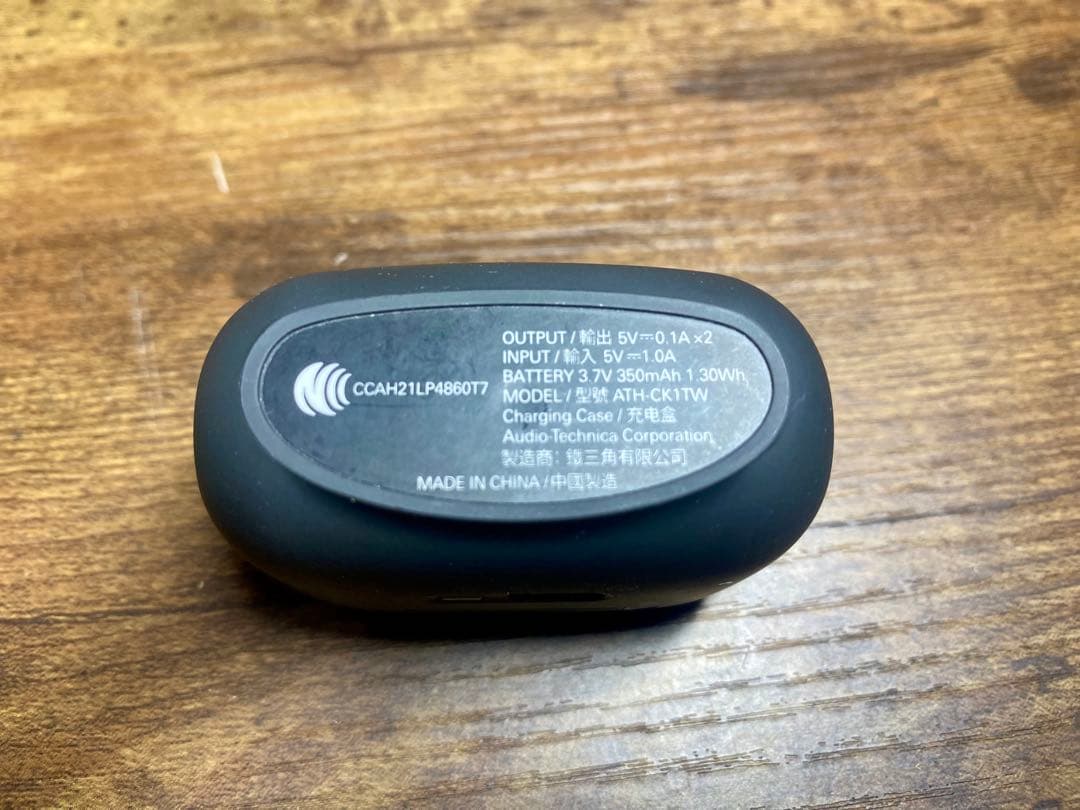 CCAH21LP4860T7
OUTPUT / 輸出 5V⎓0.1A ×2
INPUT / 輸入 5V⎓1.0A
BATTERY 3.7V 350mAh 1.30Wh
MODEL / 型號 ATH-CK1TW
Charging Case / 充电盒
Audio-Technica Corporation
製造商：鐵三角有限公司
MADE IN CHINA / 中國製造